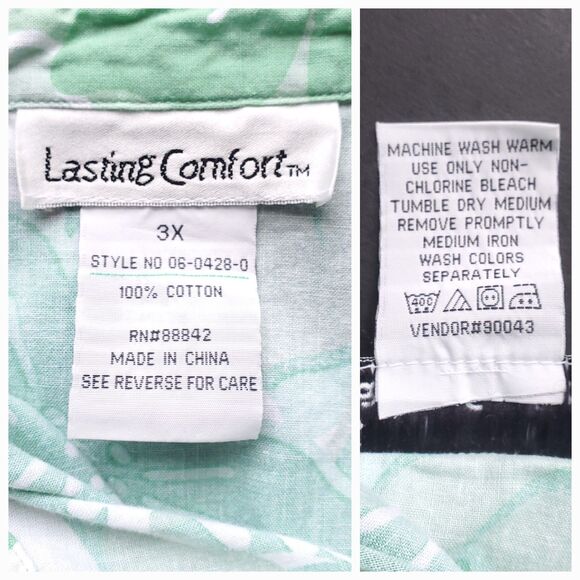 Lasting Comfort™
3X
STYLE NO 06-0428-0
100% COTTON
RN#88842
MADE IN CHINA
SEE REVERSE FOR CARE
MACHINE WASH WARM
USE ONLY NON-
CHLORINE BLEACH
TUMBLE DRY MEDIUM
REMOVE PROMPTLY
MEDIUM IRON
WASH COLORS
SEPARATELY
VENDOR#90043